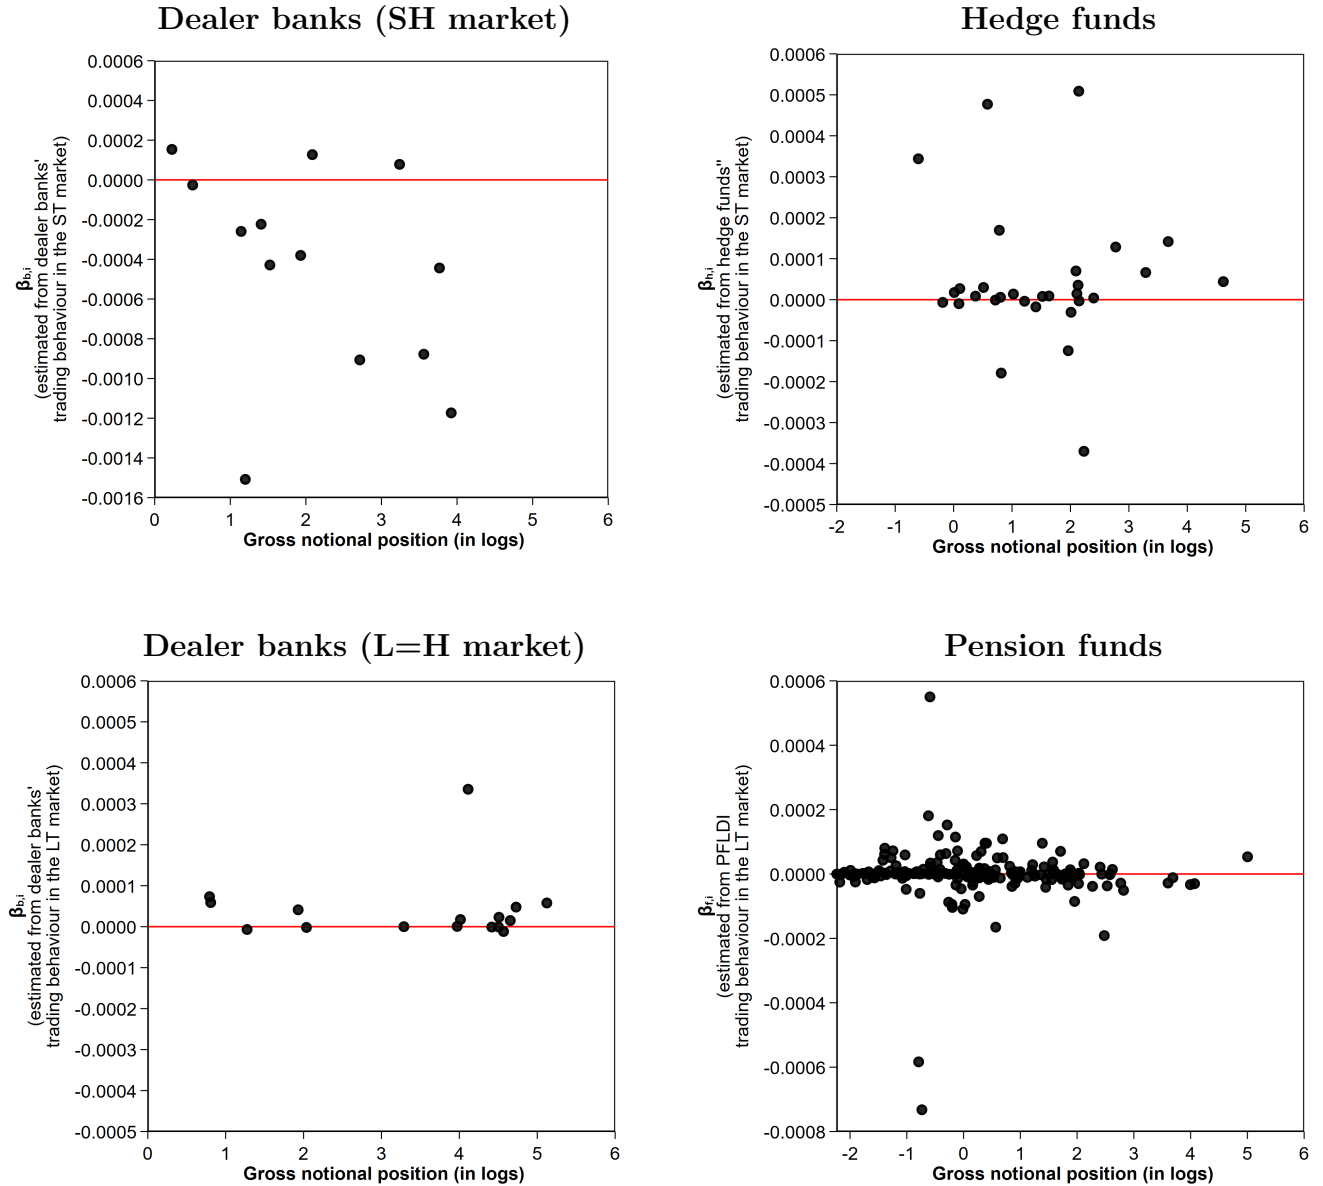 Dealer banks (SH market)
0.0006
0.0004
0.0002
0.0000
-0.0002
-0.0004
-0.0006
-0.0008
-0.0010
-0.0012
-0.0014
-0.0016
βb,i
(estimated from dealer banks'
trading behaviour in the ST market)
0 1 2 3 4 5 6
Gross notional position (in logs)
Hedge funds
0.0006
0.0005
0.0004
0.0003
0.0002
0.0001
0.0000
-0.0001
-0.0002
-0.0003
-0.0004
-0.0005
βh,i
(estimated from hedge funds"
trading behaviour in the ST market)
-2 -1 0 1 2 3 4 5 6
Gross notional position (in logs)
Dealer banks (L=H market)
0.0006
0.0005
0.0004
0.0003
0.0002
0.0001
0.0000
-0.0001
-0.0002
-0.0003
-0.0004
-0.0005
βb,i
(estimated from dealer banks'
trading behaviour in the LT market)
0 1 2 3 4 5 6
Gross notional position (in logs)
Pension funds
0.0006
0.0004
0.0002
0.0000
-0.0002
-0.0004
-0.0006
-0.0008
βf,i
(estimated from PFLDI
trading behaviour in the LT market)
-2 -1 0 1 2 3 4 5 6
Gross notional position (in logs)